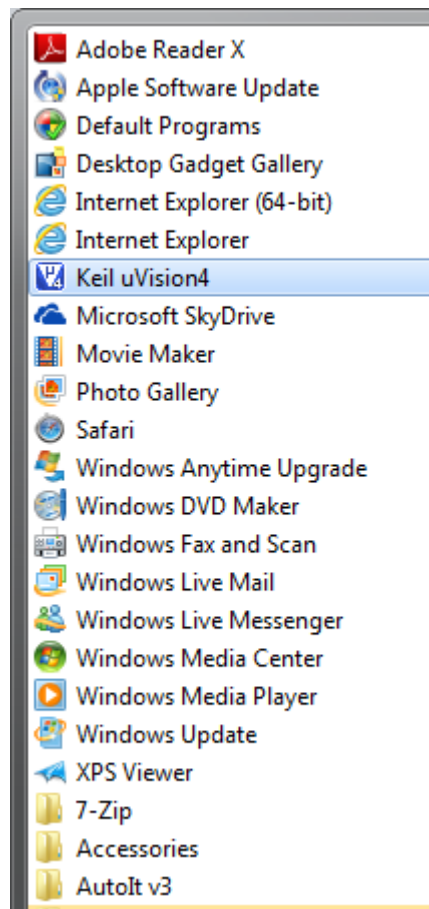 Adobe Reader X
Apple Software Update
Default Programs
Desktop Gadget Gallery
Internet Explorer (64-bit)
Internet Explorer
Keil uVision4
Microsoft SkyDrive
Movie Maker
Photo Gallery
Safari
Windows Anytime Upgrade
Windows DVD Maker
Windows Fax and Scan
Windows Live Mail
Windows Live Messenger
Windows Media Center
Windows Media Player
Windows Update
XPS Viewer
7-Zip
Accessories
AutoIt v3